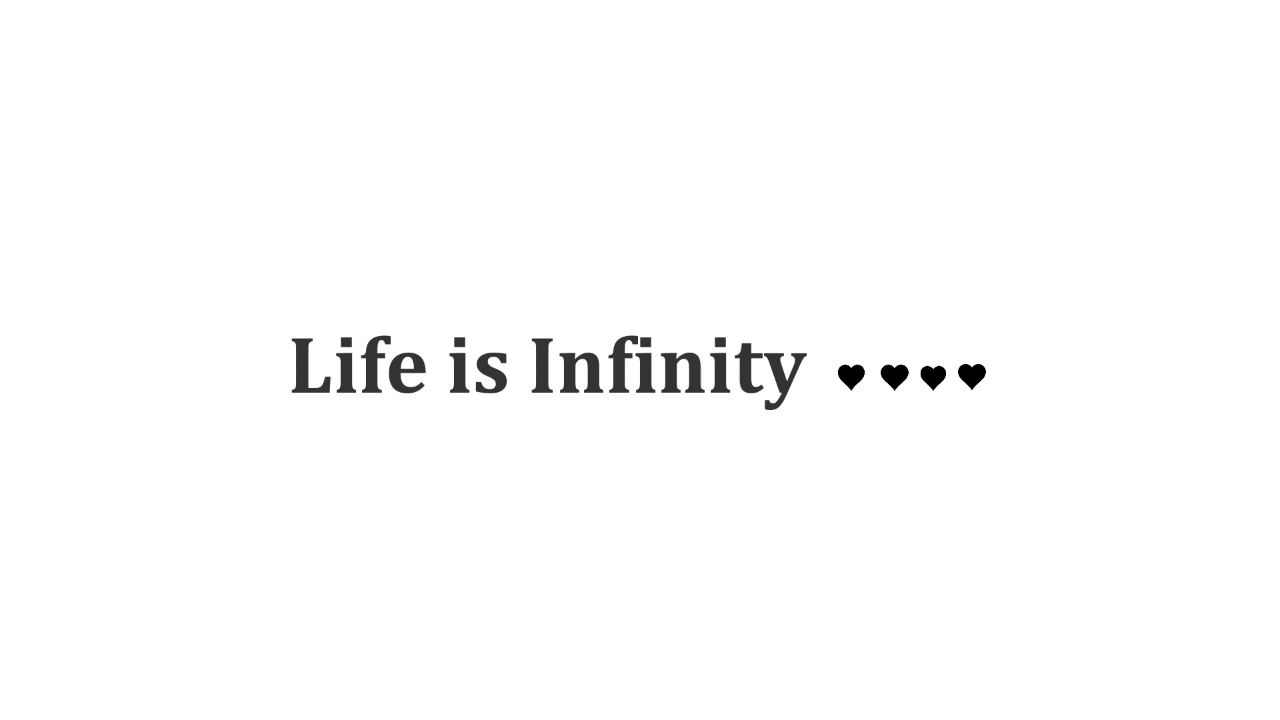 Life is Infinity ♥ ♥ ♥ ♥